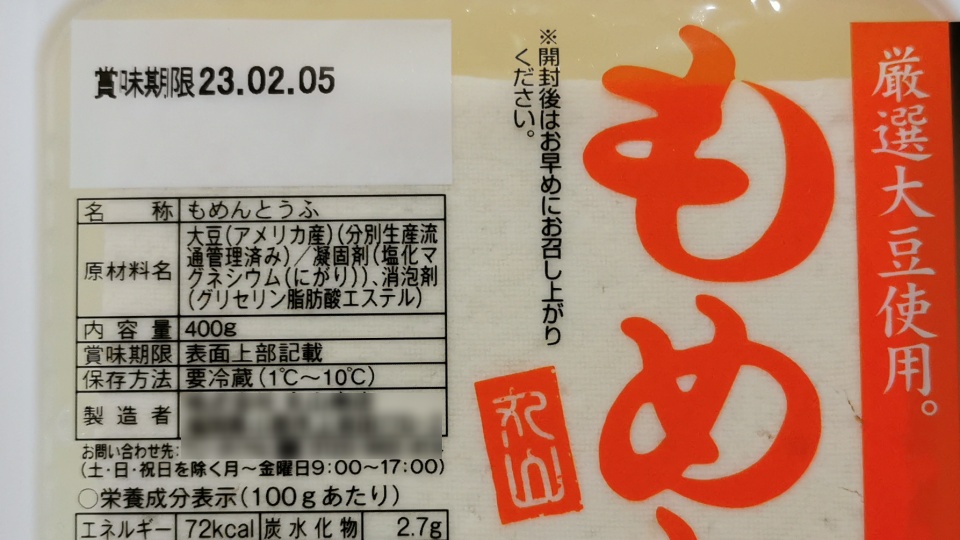 賞味期限23.02.05
名称 もめんとうふ
原材料名 大豆(アメリカ産)(分別生産流
通管理済み)/凝固剤(塩化マ
グネシウム(にがり))、消泡剤
(グリセリン脂肪酸エステル)
内容量 400g
賞味期限 表面上部記載
保存方法 要冷蔵(1℃〜10℃)
製造者
お問い合わせ先:
(土・日・祝日を除く月〜金曜日9:00〜17:00)
○栄養成分表示(100gあたり)
エネルギー 72kcal 炭水化物 2.7g
※開封後はお早めにお召し上がり
ください。
もめ
厳選大豆使用。